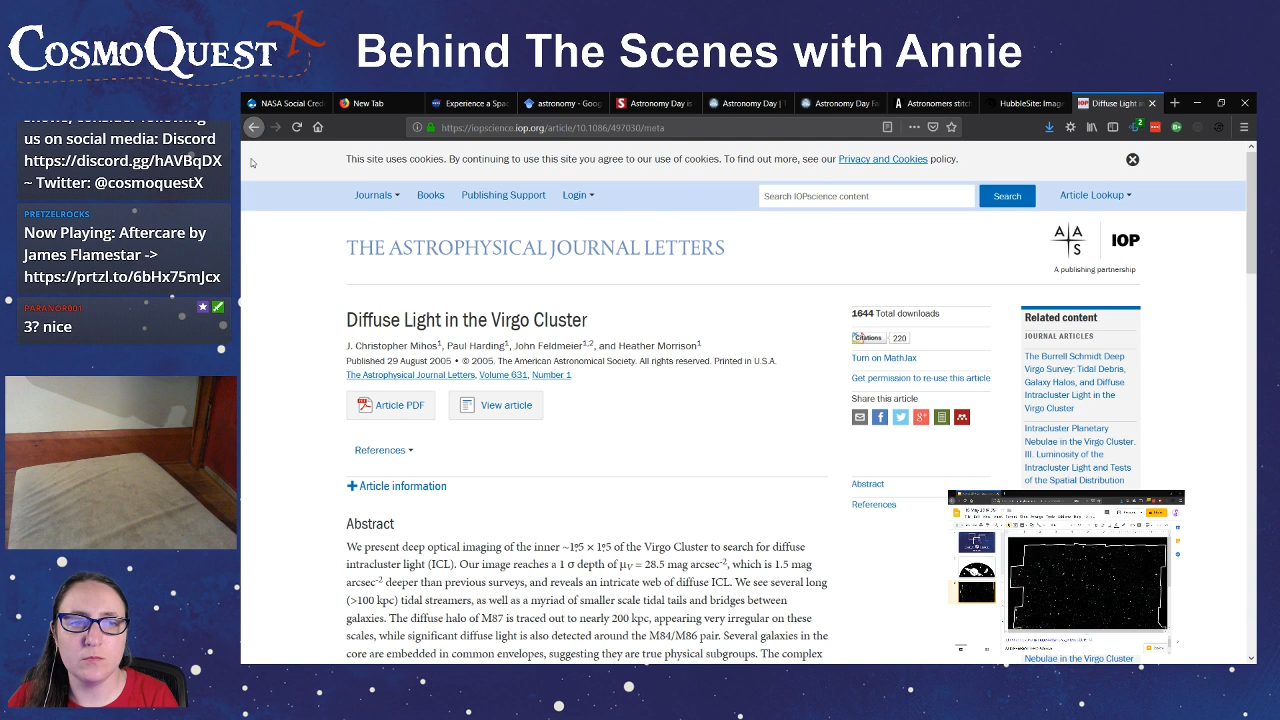 COSMOQUEST X
Behind The Scenes with Annie
NASA Social Cred
New Tab
Experience a Spac
astronomy - Goog
Astronomy Day is
Astronomy Day |
Astronomy Day Fa
Astronomers stitch
HubbleSite: Image
Diffuse Light in
https://iopscience.iop.org/article/10.1086/497030/meta
us on social media: Discord
https://discord.gg/hAVBqDX
~ Twitter: @cosmoquestX
PRETZELROCKS
Now Playing: Aftercare by
James Flamestar ->
https://prtzl.to/6bHx75mJcx
PARANOR001
3? nice
This site uses cookies. By continuing to use this site you agree to our use of cookies. To find out more, see our Privacy and Cookies policy.
Journals
Books
Publishing Support
Login
Search IOPscience content
Search
Article Lookup
THE ASTROPHYSICAL JOURNAL LETTERS
AAS
IOP
A publishing partnership
Diffuse Light in the Virgo Cluster
J. Christopher Mihos1, Paul Harding1, John Feldmeier1,2, and Heather Morrison1
Published 29 August 2005 • © 2005. The American Astronomical Society. All rights reserved. Printed in U.S.A.
The Astrophysical Journal Letters, Volume 631, Number 1
Article PDF
View article
References
Article information
Abstract
We present deep optical imaging of the inner ~1°.5 × 1°.5 of the Virgo Cluster to search for diffuse
intracluster light (ICL). Our image reaches a 1 σ depth of μV = 28.5 mag arcsec-2, which is 1.5 mag
arcsec-2 deeper than previous surveys, and reveals an intricate web of diffuse ICL. We see several long
(>100 kpc) tidal streamers, as well as a myriad of smaller scale tidal tails and bridges between
galaxies. The diffuse halo of M87 is traced out to nearly 200 kpc, appearing very irregular on these
scales, while significant diffuse light is also detected around the M84/M86 pair. Several galaxies in the
embedded in common envelopes, suggesting they are true physical subgroups. The complex
1644 Total downloads
Citations 220
Turn on MathJax
Get permission to re-use this article
Share this article
Abstract
References
Related content
JOURNAL ARTICLES
The Burrell Schmidt Deep
Virgo Survey: Tidal Debris,
Galaxy Halos, and Diffuse
Intracluster Light in the
Virgo Cluster
Intracluster Planetary
Nebulae in the Virgo Cluster.
III. Luminosity of the
Intracluster Light and Tests
of the Spatial Distribution
Nebulae in the Virgo Cluster